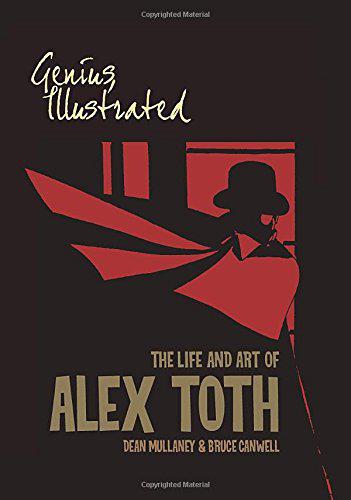 Copyrighted Material
Genius,
Illustrated
THE LIFE AND ART OF
ALEX TOTH
DEAN MULLANEY & BRUCE CANWELL
Copyrighted Material